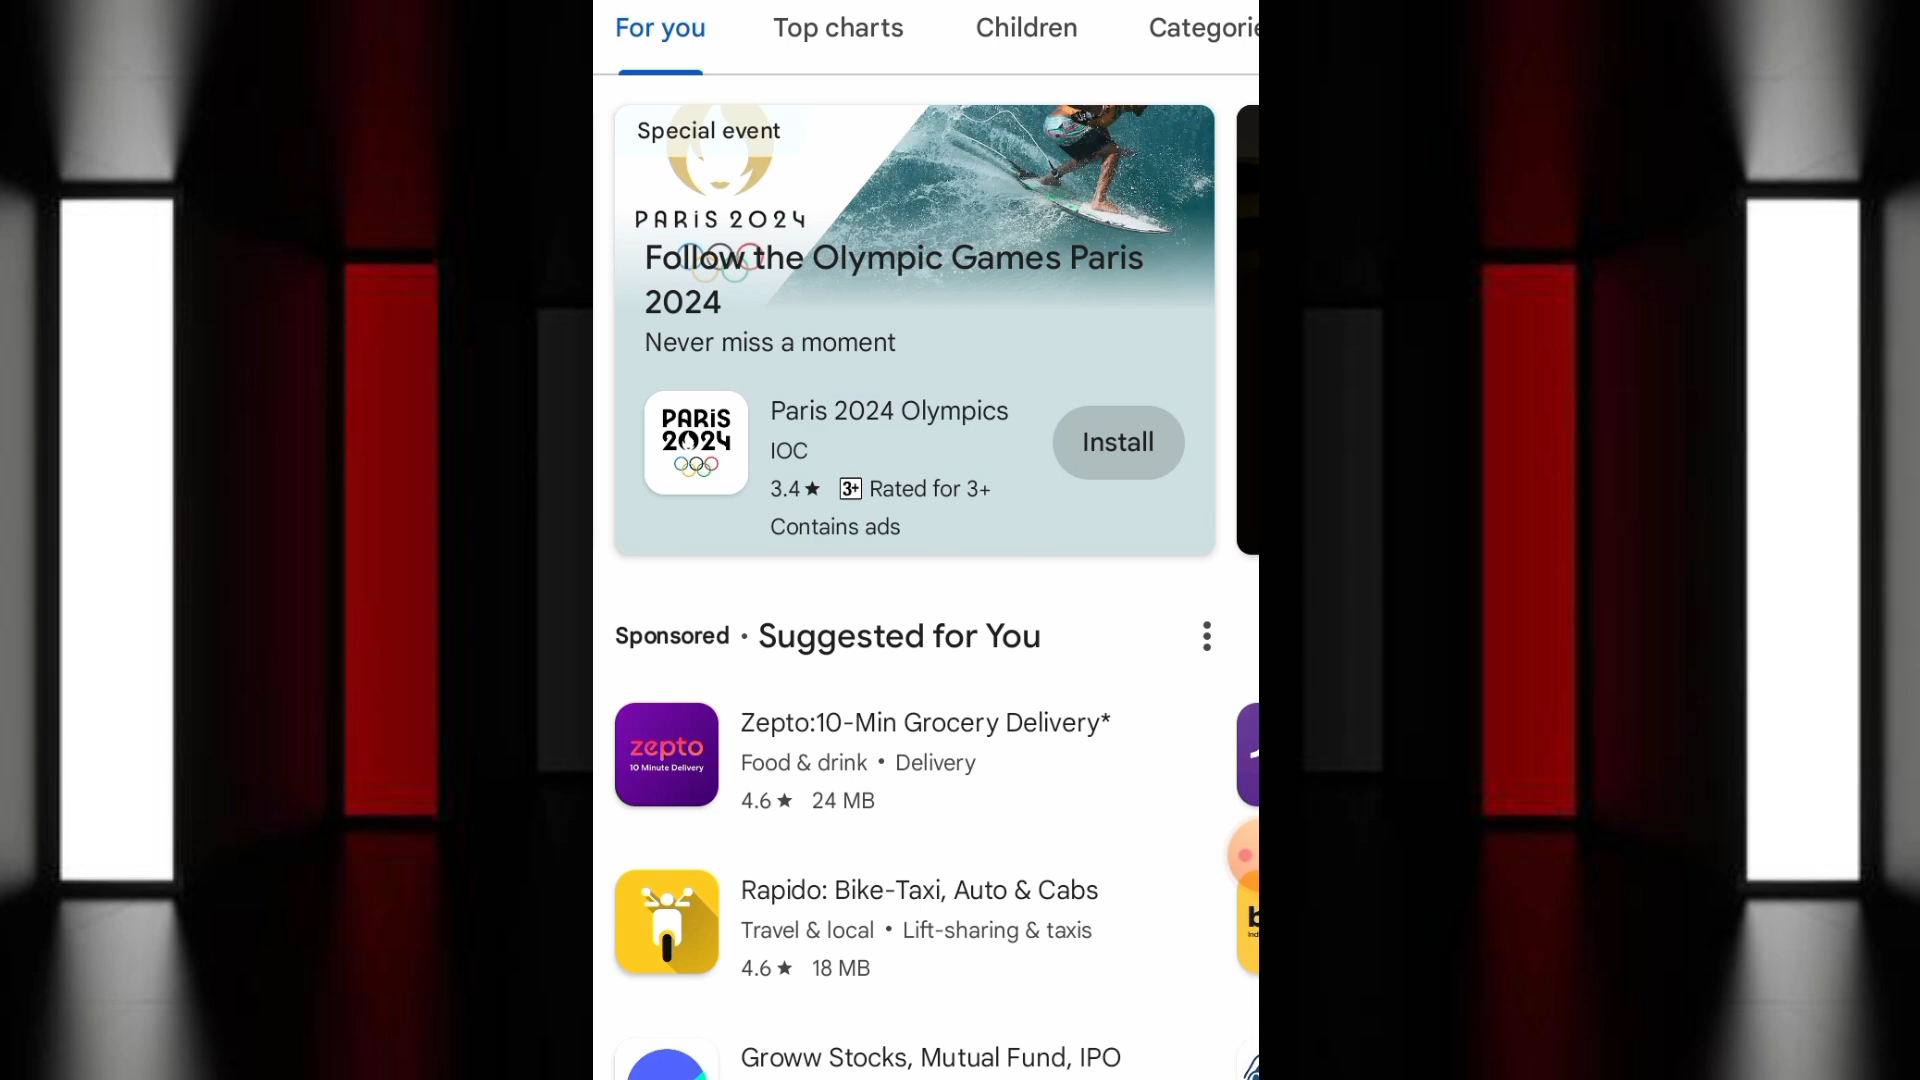 For you Top charts Children Categorie
Special event
PARIS 2024
Follow the Olympic Games Paris
2024
Never miss a moment
PARIS
2024
Paris 2024 Olympics
IOC
3.4★ 3+ Rated for 3+
Contains ads
Install
Sponsored • Suggested for You
zepto
10 Minute Delivery
Zepto:10-Min Grocery Delivery*
Food & drink • Delivery
4.6★ 24 MB
Rapido: Bike-Taxi, Auto & Cabs
Travel & local • Lift-sharing & taxis
4.6★ 18 MB
Groww Stocks, Mutual Fund, IPO